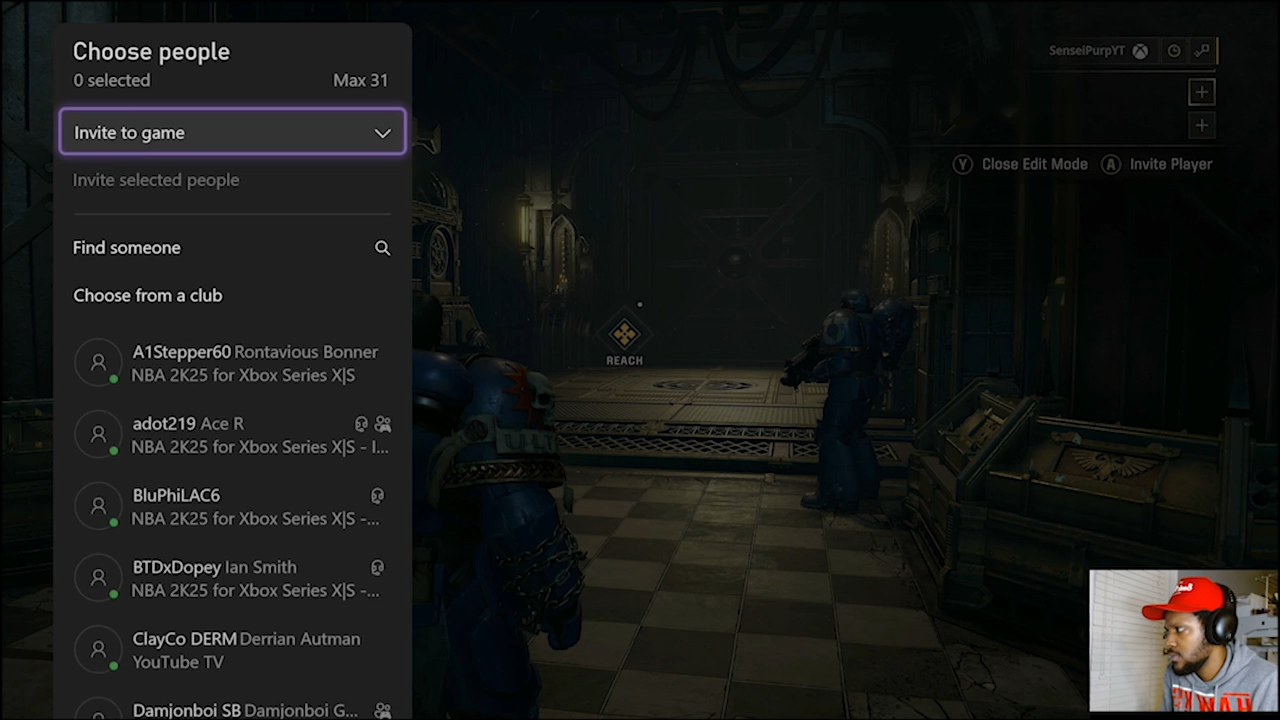 Choose people
0 selected
Max 31
Invite to game
Invite selected people
Find someone
Choose from a club
A1Stepper60 Rontavious Bonner
NBA 2K25 for Xbox Series X|S
adot219 Ace R
NBA 2K25 for Xbox Series X|S - I...
BluPhiLAC6
NBA 2K25 for Xbox Series X|S -...
BTDxDopey Ian Smith
NBA 2K25 for Xbox Series X|S -...
ClayCo DERM Derrian Autman
YouTube TV
Damjonboi SB Damjonboi G...
SenseiPurpYT
Y Close Edit Mode A Invite Player
REACH